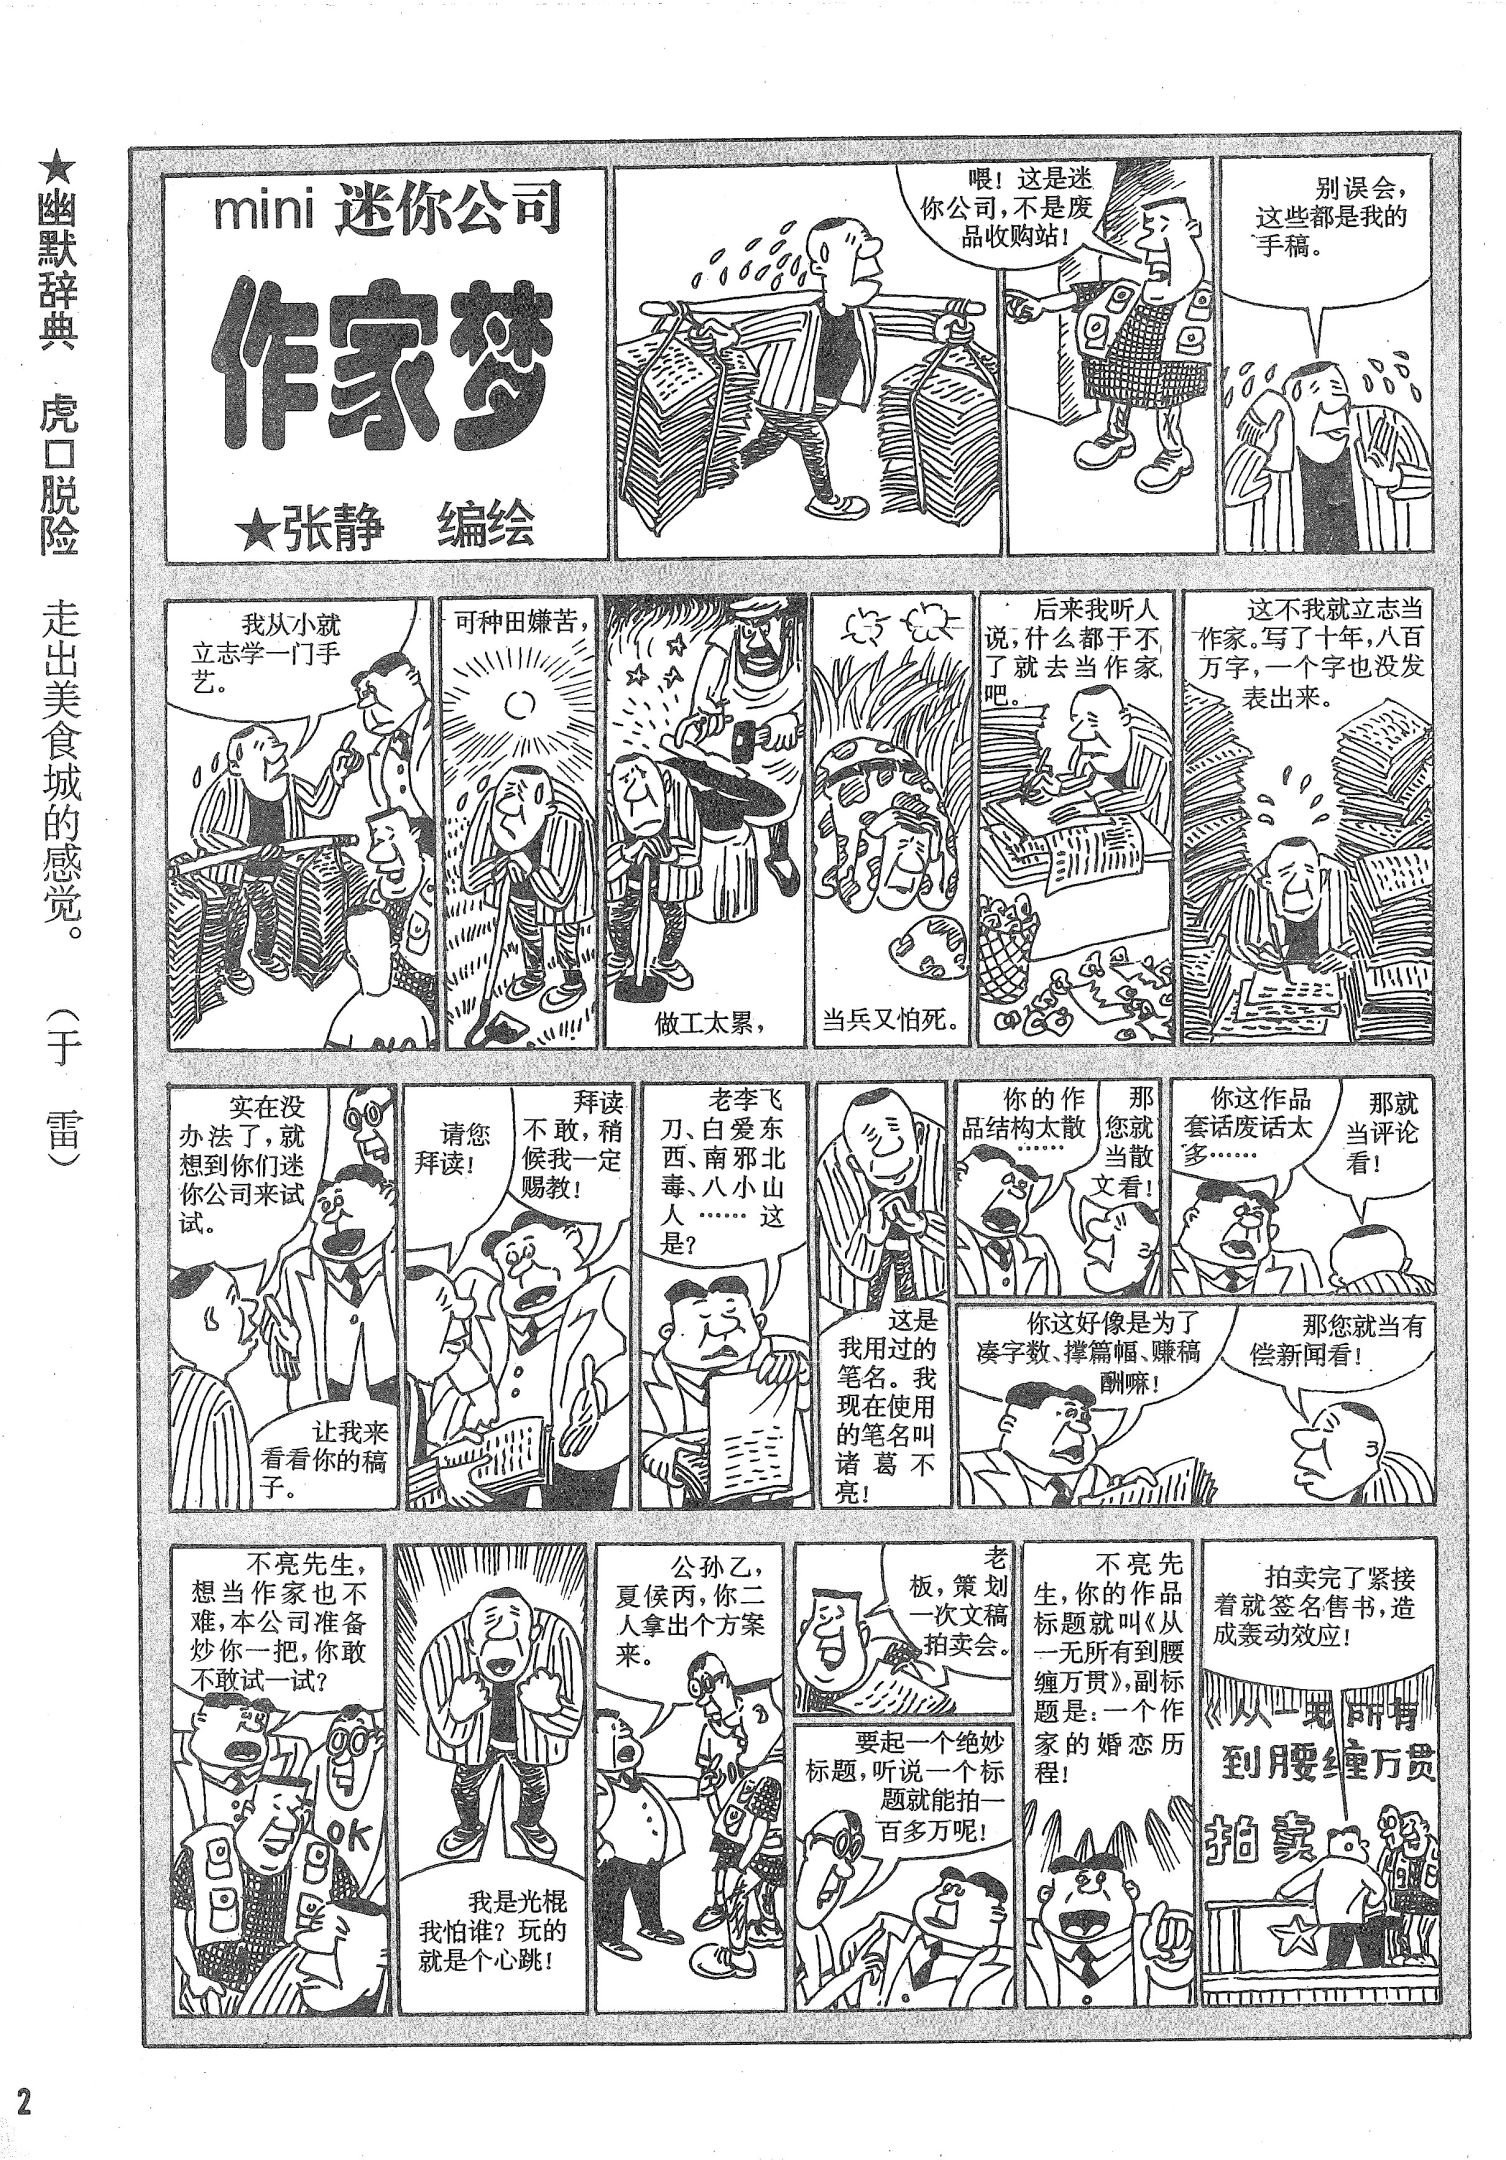 ★幽默辞典 虎口脱险 走出美食城的感觉。 (于 雷)
mini 迷你公司
作家梦
★张静 编绘
喂！这是迷
你公司，不是废
品收购站！
别误会，
这些都是我的
手稿。
我从小就
立志学一门手
艺。
可种田嫌苦，
做工太累，
当兵又怕死。
后来我听人
说，什么都干不
了就去当作家
吧。
这不我就立志当
作家。写了十年，八百
万字，一个字也没发
表出来。
实在没
办法了，就
想到你们迷
你公司来试
试。
让我来
看看你的稿
子。
请您
拜读！
拜读
不敢，稍
候我一定
赐教！
老李飞
刀、白爱东
西、南邪北
毒、八小山
人……这
是？
这是
我用过的
笔名。我
现在使用
的笔名叫
诸葛不
亮！
你的作
品结构太散
……
那
您就
当散
文看！
你这作品
套话废话太
多……
那就
当评论
看！
你这好像是为了
凑字数、撑篇幅、赚稿
酬嘛！
那您就当有
偿新闻看！
不亮先生，
想当作家也不
难，本公司准备
炒你一把，你敢
不敢试一试？
OK
我是光棍
我怕谁？玩的
就是个心跳！
公孙乙，
夏侯丙，你二
人拿出个方案
来。
老
板，策划
一次文稿
拍卖会。
要起一个绝妙
标题，听说一个标
题就能拍一
百多万呢！
不亮先
生，你的作品
标题就叫《从
一无所有到腰
缠万贯》，副标
题是：一个作
家的婚恋历
程！
拍卖完了紧接
着就签名售书，造
成轰动效应！
《从一无所有
到腰缠万贯
拍卖
2